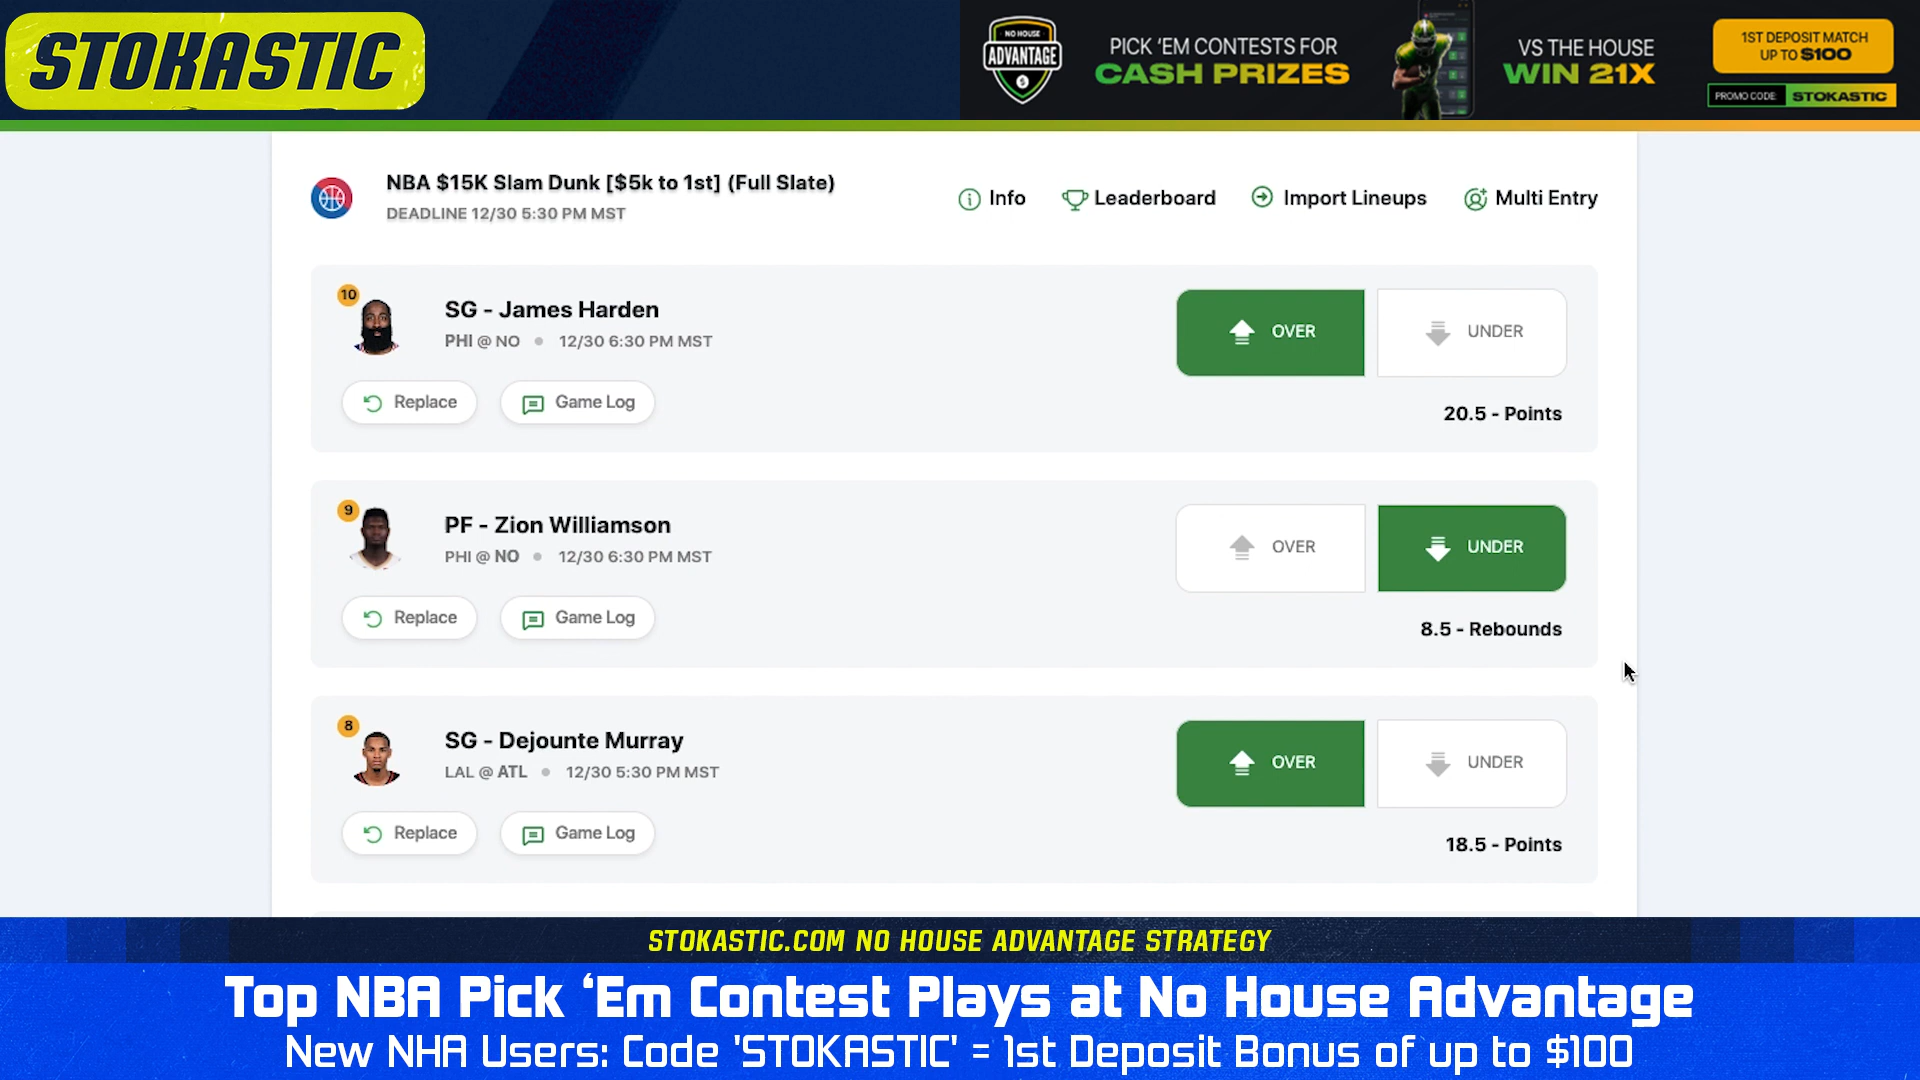 STOKASTIC
NO HOUSE
ADVANTAGE
PICK 'EM CONTESTS FOR
CASH PRIZES
VS THE HOUSE
WIN 21X
1ST DEPOSIT MATCH
UP TO $100
PROMO CODE STOKASTIC
NBA $15K Slam Dunk [$5k to 1st] (Full Slate)
DEADLINE 12/30 5:30 PM MST
Info
Leaderboard
Import Lineups
Multi Entry
10
SG - James Harden
PHI @ NO • 12/30 6:30 PM MST
OVER
UNDER
Replace
Game Log
20.5 - Points
9
PF - Zion Williamson
PHI @ NO • 12/30 6:30 PM MST
OVER
UNDER
Replace
Game Log
8.5 - Rebounds
8
SG - Dejounte Murray
LAL @ ATL • 12/30 5:30 PM MST
OVER
UNDER
Replace
Game Log
18.5 - Points
STOKASTIC.COM NO HOUSE ADVANTAGE STRATEGY
Top NBA Pick ‘Em Contest Plays at No House Advantage
New NHA Users: Code 'STOKASTIC' = 1st Deposit Bonus of up to $100